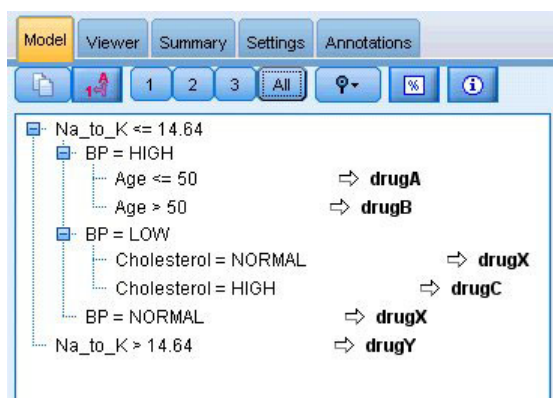 Model Viewer Summary Settings Annotations
1 2 3 All %
Na_to_K <= 14.64
BP = HIGH
Age <= 50 ⇨ drugA
Age > 50 ⇨ drugB
BP = LOW
Cholesterol = NORMAL ⇨ drugX
Cholesterol = HIGH ⇨ drugC
BP = NORMAL ⇨ drugX
Na_to_K > 14.64 ⇨ drugY